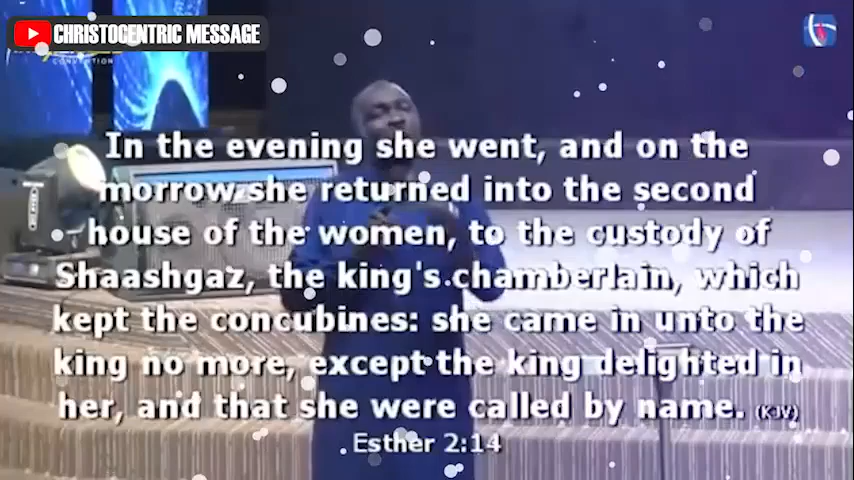 CHRISTOCENTRIC MESSAGE
CONVENTION
In the evening she went, and on the
morrow she returned into the second
house of the women, to the custody of
Shaashgaz, the king's chamberlain, which
kept the concubines: she came in unto the
king no more, except the king delighted in
her, and that she were called by name. (KJV)
Esther 2:14